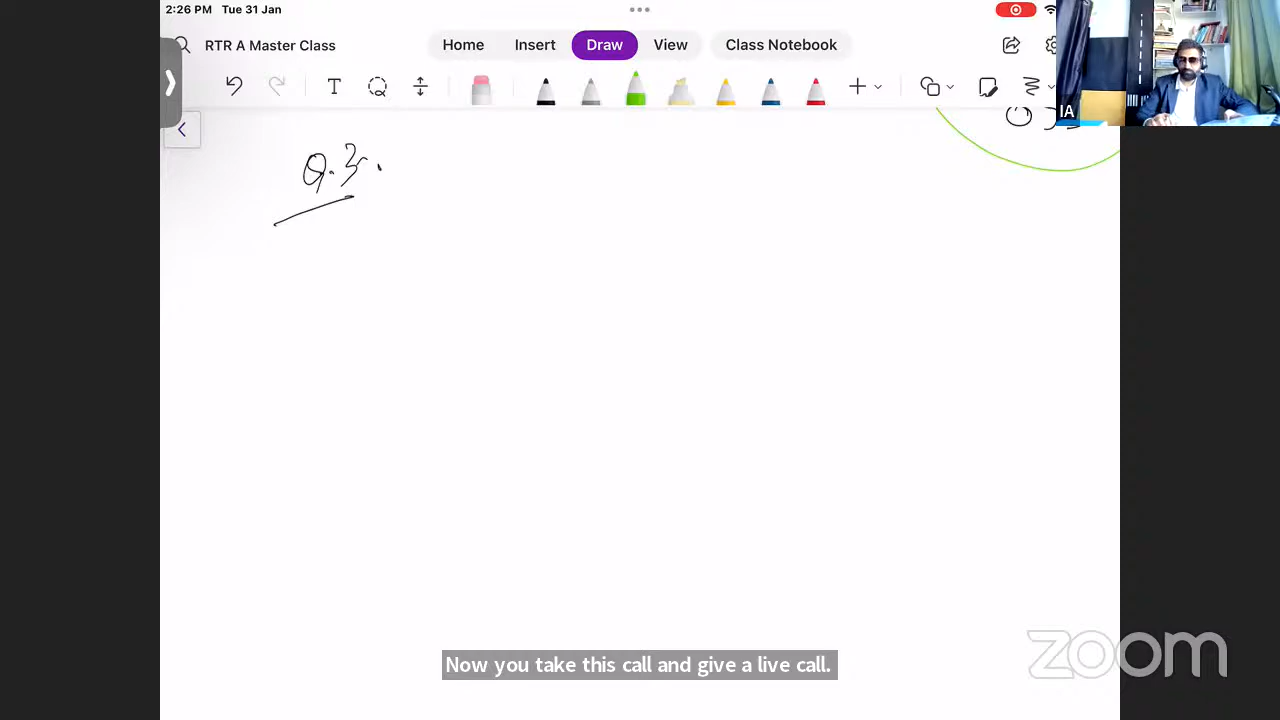 2:26 PM Tue 31 Jan
RTR A Master Class
Home Insert Draw View Class Notebook
T
IA
Q.3.
Now you take this call and give a live call.
zoom